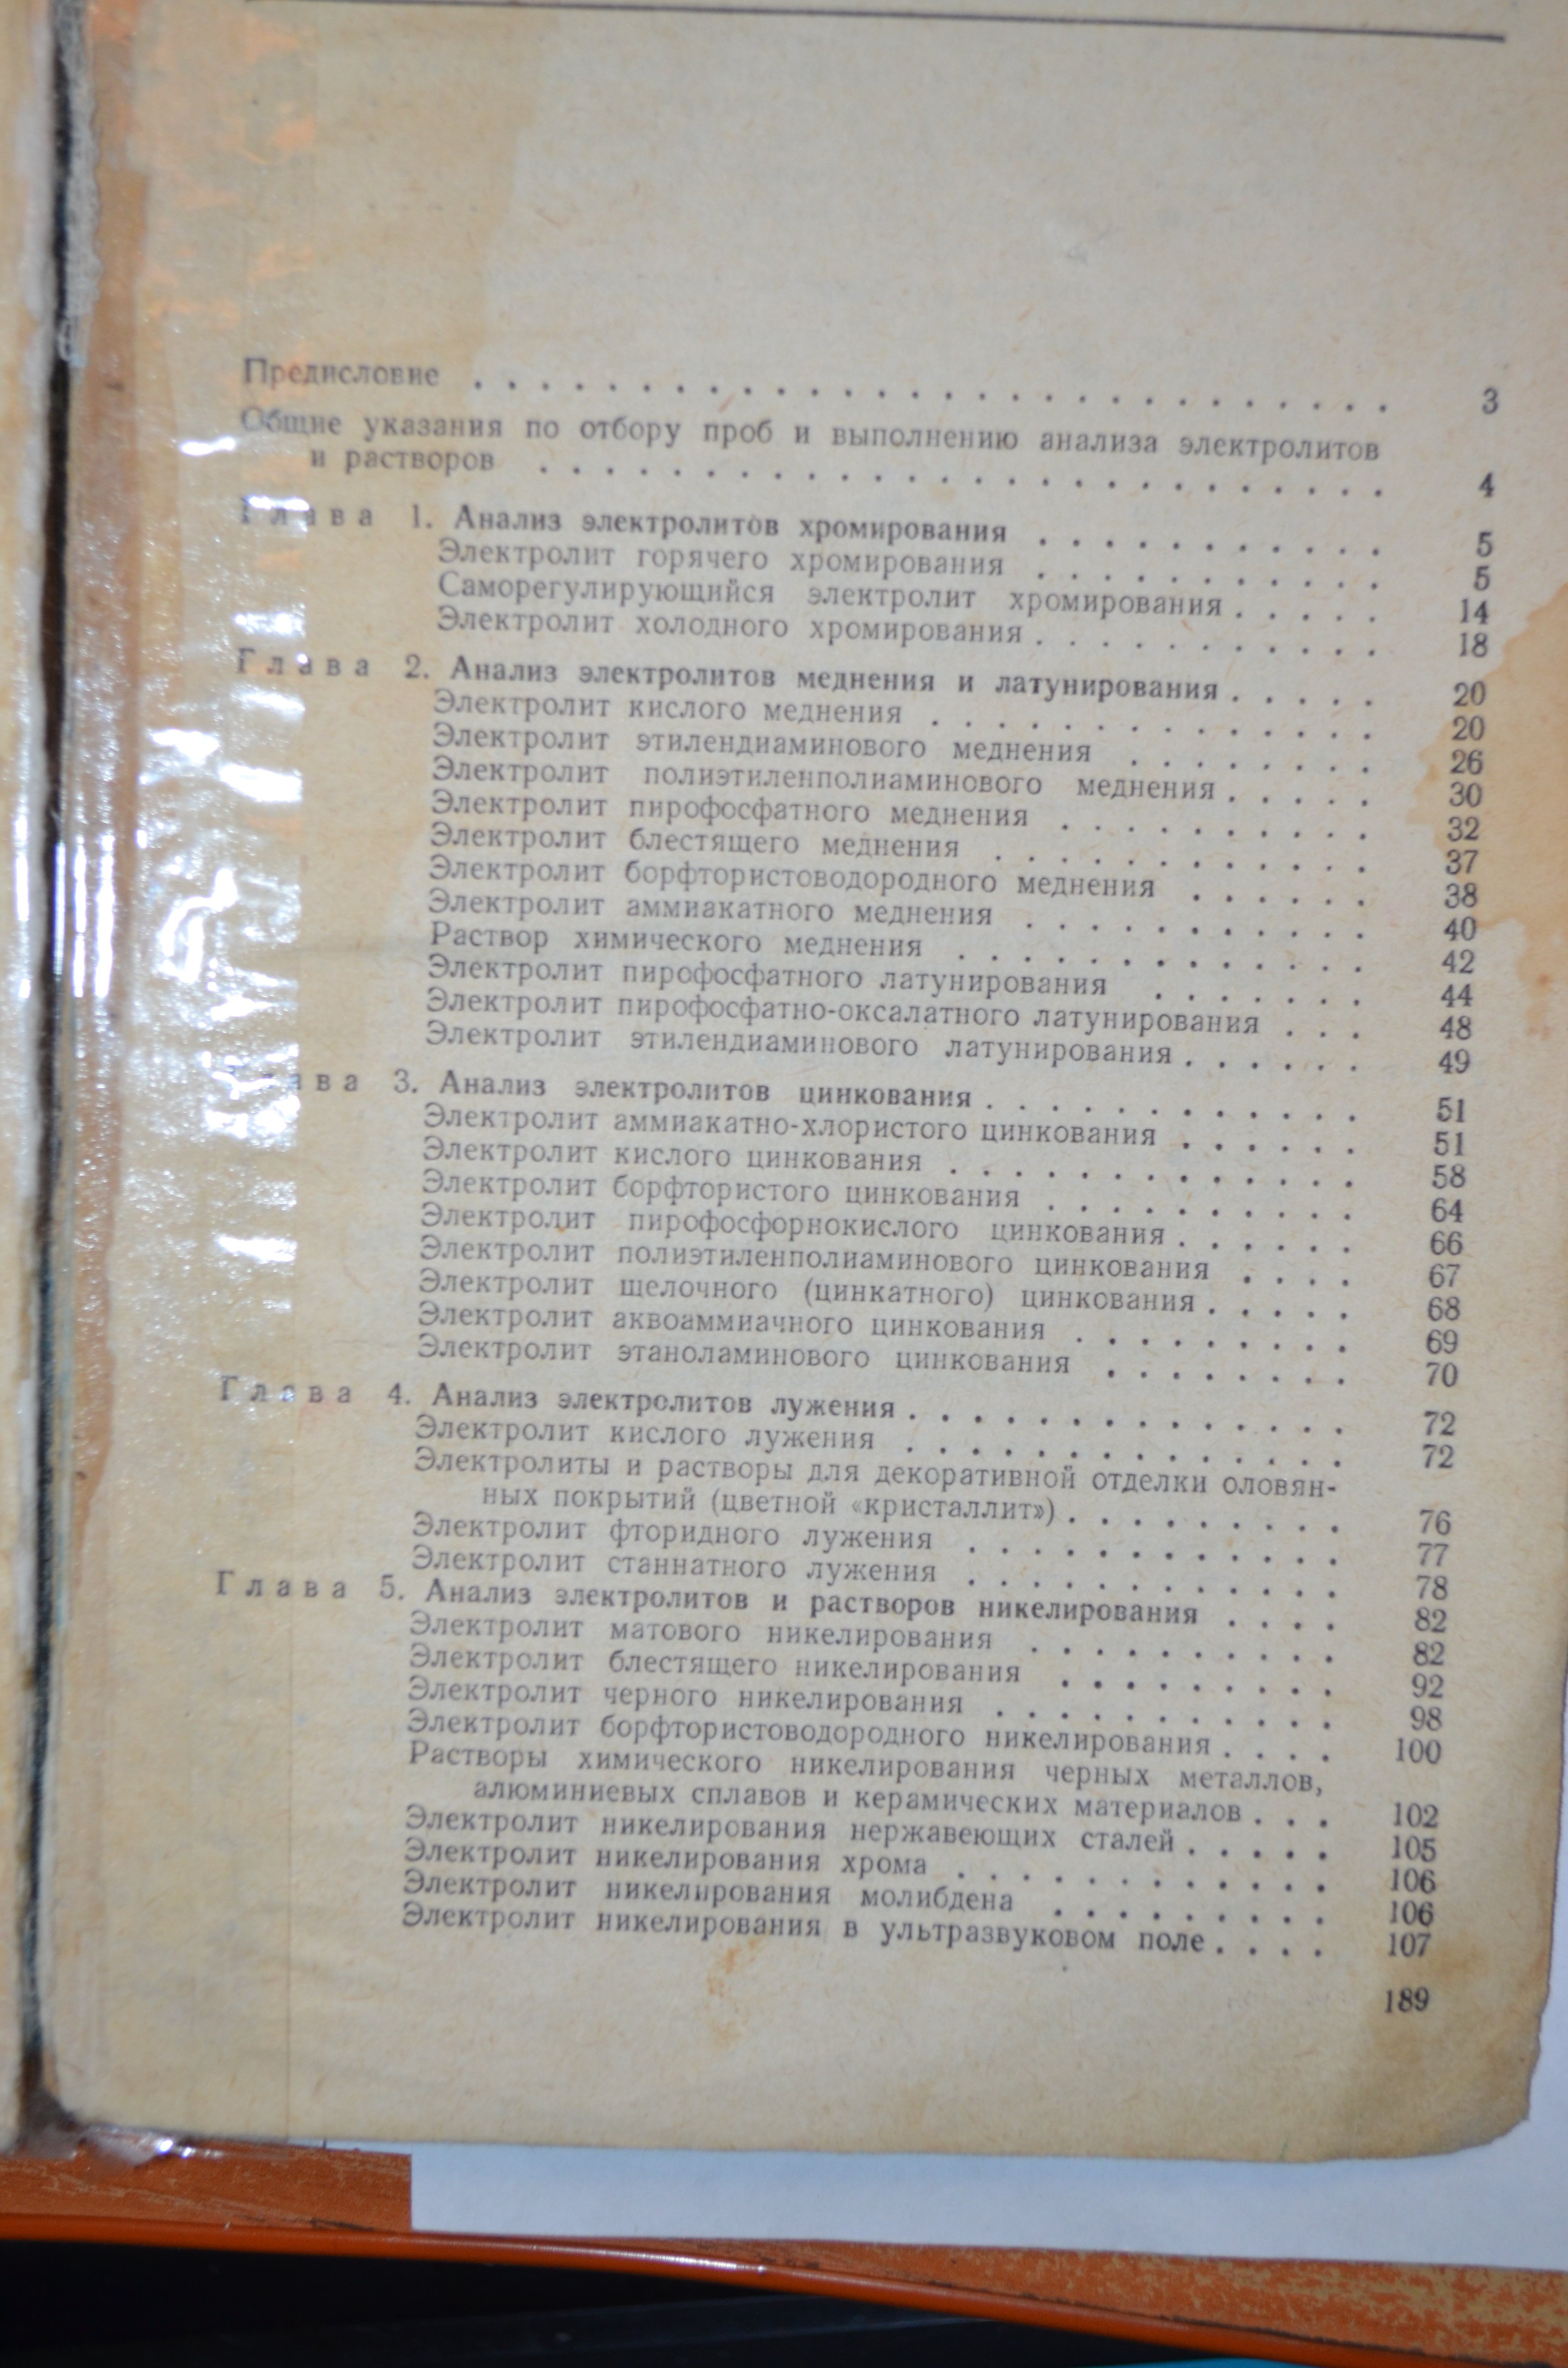 Предисловие . . . . . . . . . . . . . . . . . . . . . . . . . . . . 3
Общие указания по отбору проб и выполнению анализа электролитов
и растворов . . . . . . . . . . . . . . . . . . . . . . . . . . 4
Глава 1. Анализ электролитов хромирования . . . . . . . . . . . 5
Электролит горячего хромирования . . . . . . . . . . . 5
Саморегулирующийся электролит хромирования . . . . . 14
Электролит холодного хромирования . . . . . . . . . . . 18
Глава 2. Анализ электролитов меднения и латунирования . . . . . 20
Электролит кислого меднения . . . . . . . . . . . . . . 20
Электролит этилендиаминового меднения . . . . . . . . 26
Электролит полиэтиленполиаминового меднения . . . . . 30
Электролит пирофосфатного меднения . . . . . . . . . . 32
Электролит блестящего меднения . . . . . . . . . . . . 37
Электролит борфтористоводородного меднения . . . . . . 38
Электролит аммиакатного меднения . . . . . . . . . . . 40
Раствор химического меднения . . . . . . . . . . . . . 42
Электролит пирофосфатного латунирования . . . . . . . 44
Электролит пирофосфатно-оксалатного латунирования . . . 48
Электролит этилендиаминового латунирования . . . . . . 49
Глава 3. Анализ электролитов цинкования . . . . . . . . . . . . 51
Электролит аммиакатно-хлористого цинкования . . . . . . 51
Электролит кислого цинкования . . . . . . . . . . . . . 58
Электролит борфтористого цинкования . . . . . . . . . . 64
Электролит пирофосфорнокислого цинкования . . . . . . 66
Электролит полиэтиленполиаминового цинкования . . . . 67
Электролит щелочного (цинкатного) цинкования . . . . . 68
Электролит аквоаммиачного цинкования . . . . . . . . . 69
Электролит этаноламинового цинкования . . . . . . . . 70
Глава 4. Анализ электролитов лужения . . . . . . . . . . . . . . 72
Электролит кислого лужения . . . . . . . . . . . . . . 72
Электролиты и растворы для декоративной отделки оловян-
ных покрытий (цветной «кристаллит») . . . . . . . . . 76
Электролит фторидного лужения . . . . . . . . . . . . 77
Электролит станнатного лужения . . . . . . . . . . . . 78
Глава 5. Анализ электролитов и растворов никелирования . . . . 82
Электролит матового никелирования . . . . . . . . . . 82
Электролит блестящего никелирования . . . . . . . . . 92
Электролит черного никелирования . . . . . . . . . . . 98
Электролит борфтористоводородного никелирования . . . . 100
Растворы химического никелирования черных металлов,
алюминиевых сплавов и керамических материалов . . . 102
Электролит никелирования нержавеющих сталей . . . . . 105
Электролит никелирования хрома . . . . . . . . . . . . 106
Электролит никелирования молибдена . . . . . . . . . 106
Электролит никелирования в ультразвуковом поле . . . . 107
189